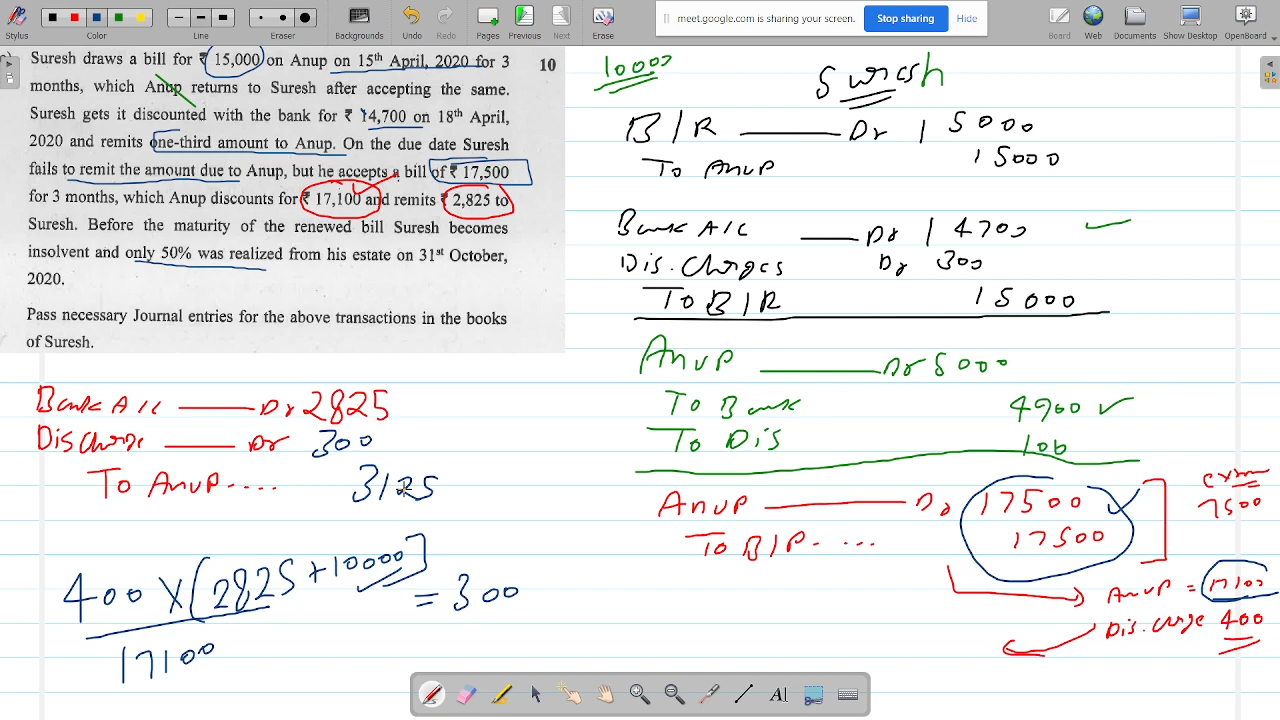 Stylus
Color
Line
Eraser
Backgrounds
Undo
Redo
Pages
Previous
Next
Erase
meet.google.com is sharing your screen.
Stop sharing
Hide
Board
Web
Documents
Show Desktop
OpenBoard
Suresh draws a bill for ₹ 15,000 on Anup on 15th April, 2020 for 3
10
months, which Anup returns to Suresh after accepting the same.
Suresh gets it discounted with the bank for ₹ 14,700 on 18th April,
2020 and remits one-third amount to Anup. On the due date Suresh
fails to remit the amount due to Anup, but he accepts a bill of ₹ 17,500
for 3 months, which Anup discounts for ₹ 17,100 and remits ₹ 2,825 to
Suresh. Before the maturity of the renewed bill Suresh becomes
insolvent and only 50% was realized from his estate on 31st October,
2020.
Pass necessary Journal entries for the above transactions in the books
of Suresh.
Bank A/C Dr 2825
Discharge Dr 300
To Anup.... 3125
400 X (2825 + 10000) = 300
17100
10000
Suresh
B/R Dr 15000
To Anup 15000
Bank A/C Dr 14700
Dis. Charges Dr 300
To B/R 15000
Anup Dr 5000
To Bank 4900
To Dis 100
Anup Dr 17500
To B/P.... 17500
7500
Anup = 17100
Dis. Charge 400
AI